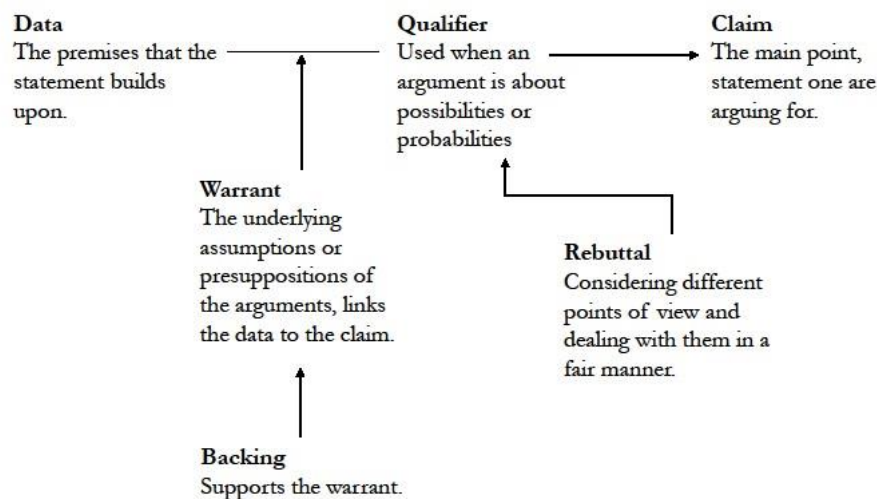 Data
The premises that the
statement builds
upon.
Qualifier
Used when an
argument is about
possibilities or
probabilities
Claim
The main point,
statement one are
arguing for.
Warrant
The underlying
assumptions or
presuppositions of
the arguments, links
the data to the claim.
Rebuttal
Considering different
points of view and
dealing with them in a
fair manner.
Backing
Supports the warrant.